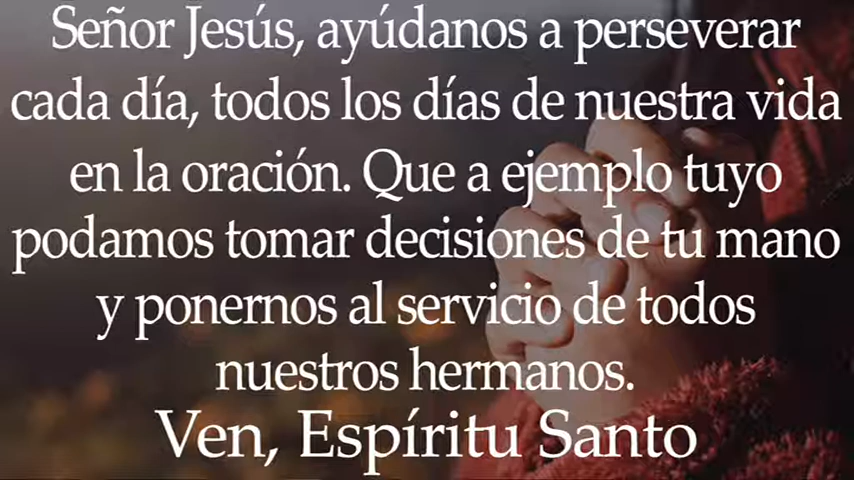 Señor Jesús, ayúdanos a perseverar
cada día, todos los días de nuestra vida
en la oración. Que a ejemplo tuyo
podamos tomar decisiones de tu mano
y ponernos al servicio de todos
nuestros hermanos.
Ven, Espíritu Santo